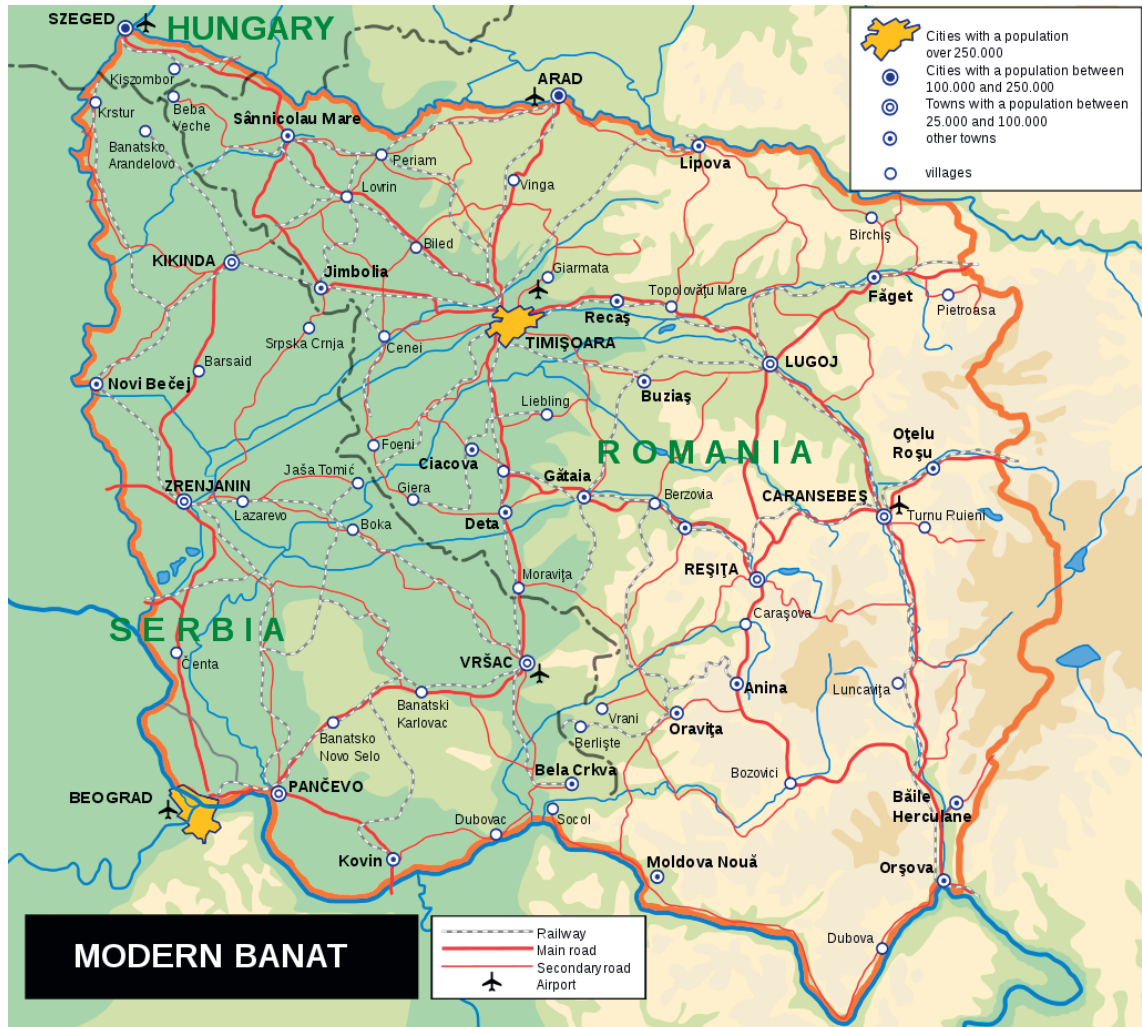 SZEGED
HUNGARY
Kiszombor
Krstur
Beba
Veche
Banatsko
Arandelovo
Sânnicolau Mare
ARAD
Periam
Lipova
Lovrin
Vinga
Biled
Birchiş
KIKINDA
Jimbolia
Giarmata
Topolovăţu Mare
Făget
Recaş
Pietroasa
Srpska Crnja
Cenei
TIMIŞOARA
Barsaid
LUGOJ
Novi Bečej
Buziaş
Liebling
Foeni
ROMANIA
Oţelu
Roşu
Ciacova
Jaša Tomić
Gătaia
ZRENJANIN
Giera
Berzovia
CARANSEBEŞ
Lazarevo
Deta
Turnu Ruieni
Boka
REŞIŢA
Moraviţa
Caraşova
SERBIA
Čenta
VRŠAC
Anina
Luncaviţa
Banatski
Karlovac
Vrani
Oraviţa
Banatsko
Novo Selo
Berlişte
Bela Crkva
Bozovici
BEOGRAD
PANČEVO
Băile
Herculane
Dubovac
Socol
Kovin
Moldova Nouă
Orşova
Dubova
Cities with a population
over 250.000
Cities with a population between
100.000 and 250.000
Towns with a population between
25.000 and 100.000
other towns
villages
MODERN BANAT
Railway
Main road
Secondary road
Airport